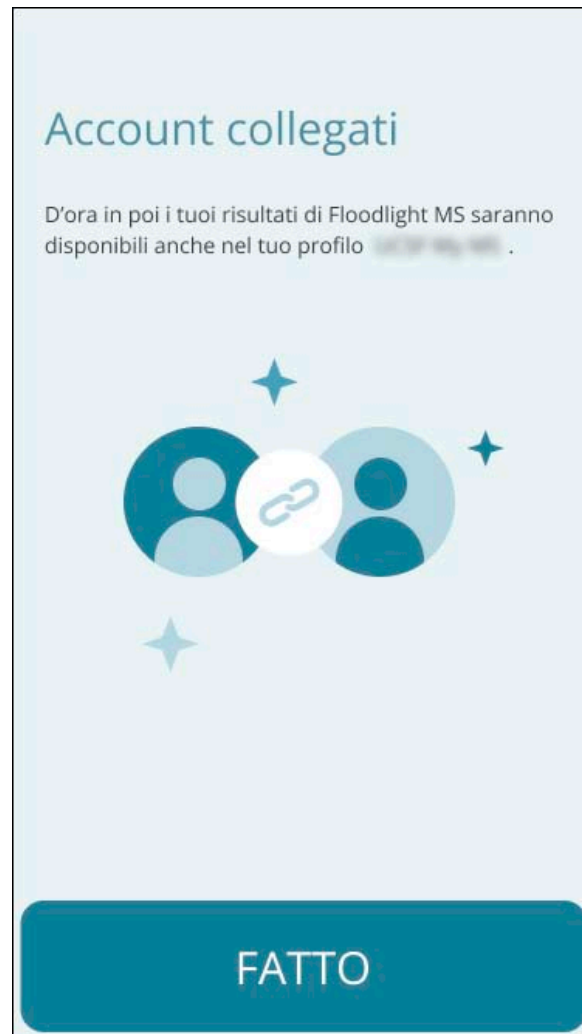 Account collegati
D'ora in poi i tuoi risultati di Floodlight MS saranno
disponibili anche nel tuo profilo .
FATTO